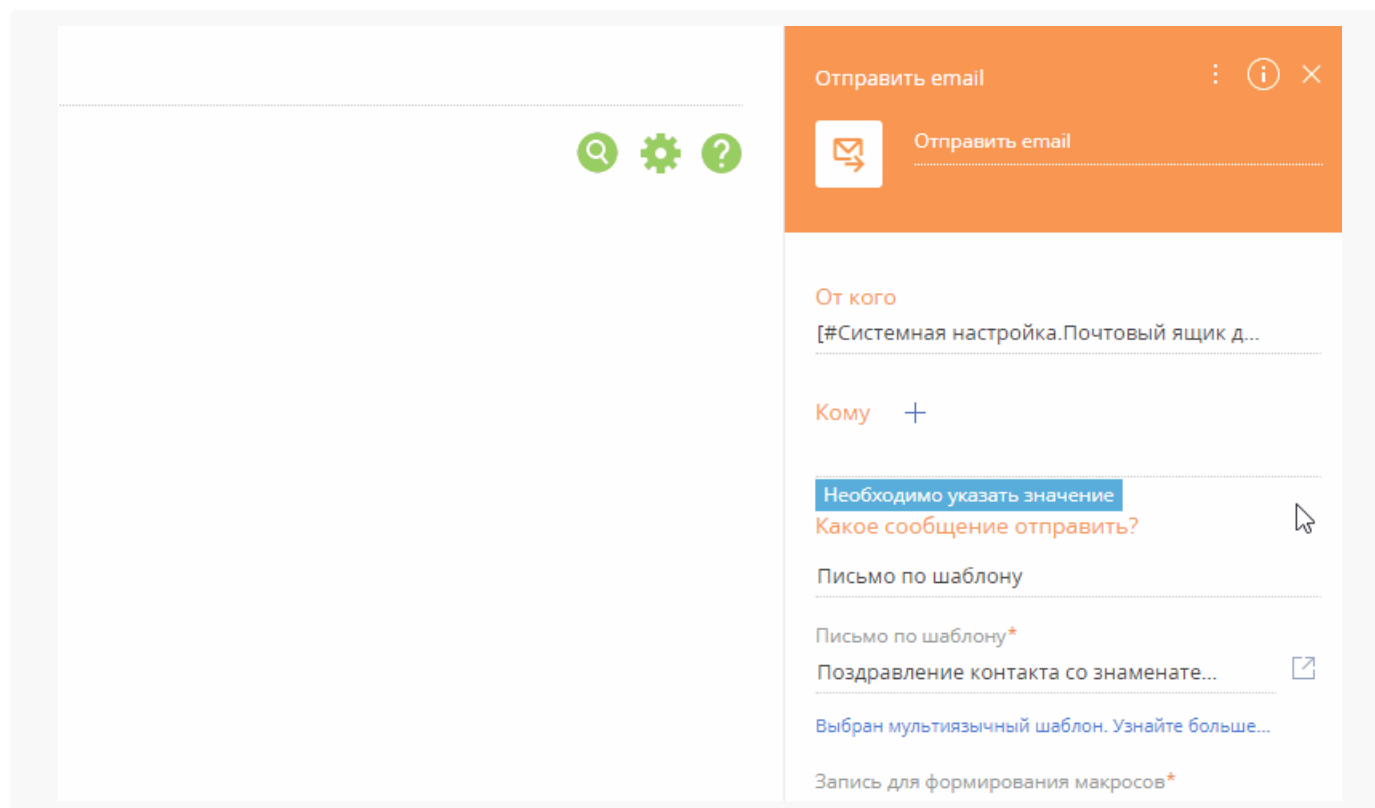 Отправить email
Отправить email
От кого
[#Системная настройка.Почтовый ящик д...
Кому
Необходимо указать значение
Какое сообщение отправить?
Письмо по шаблону
Письмо по шаблону*
Поздравление контакта со знаменате...
Выбран мультиязычный шаблон. Узнайте больше...
Запись для формирования макросов*